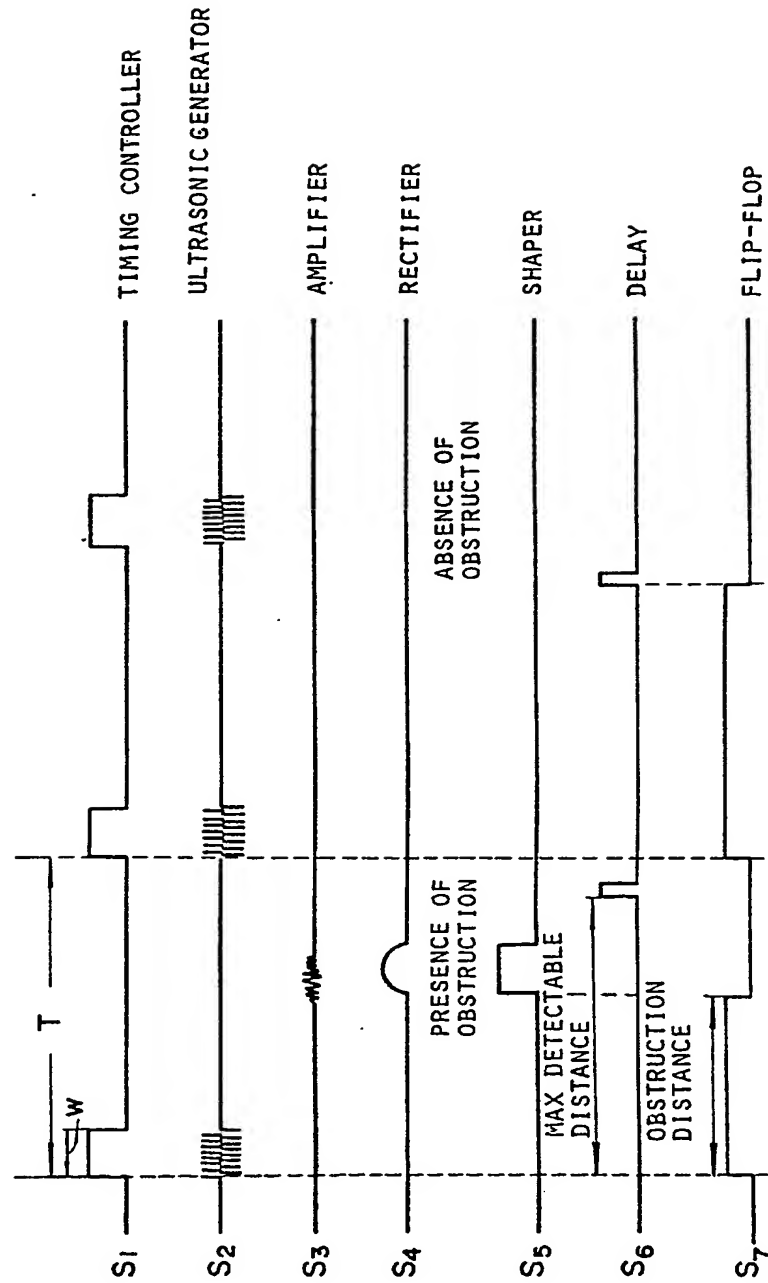 S1
W
T
TIMING CONTROLLER
S2
ULTRASONIC GENERATOR
S3
AMPLIFIER
S4
RECTIFIER
PRESENCE OF
OBSTRUCTION
ABSENCE OF
OBSTRUCTION
S5
SHAPER
MAX DETECTABLE
DISTANCE
S6
DELAY
OBSTRUCTION
DISTANCE
S7
FLIP-FLOP